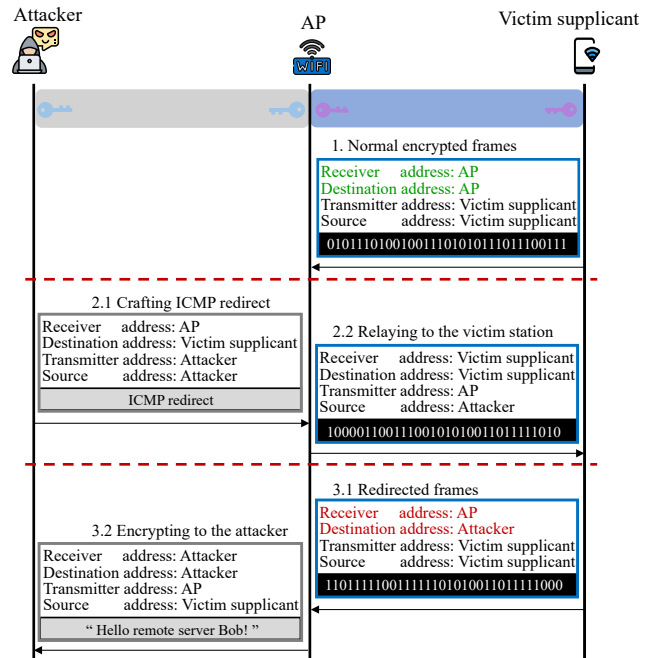 Attacker
AP
Victim supplicant
WiFi
1. Normal encrypted frames
Receiver address: AP
Destination address: AP
Transmitter address: Victim supplicant
Source address: Victim supplicant
010111010010011101010111011100111
2.1 Crafting ICMP redirect
Receiver address: AP
Destination address: Victim supplicant
Transmitter address: Attacker
Source address: Attacker
ICMP redirect
2.2 Relaying to the victim station
Receiver address: Victim supplicant
Destination address: Victim supplicant
Transmitter address: AP
Source address: Attacker
100001100111001010100110111111010
3.1 Redirected frames
Receiver address: AP
Destination address: Attacker
Transmitter address: Victim supplicant
Source address: Victim supplicant
110111110011111101010011011111000
3.2 Encrypting to the attacker
Receiver address: Attacker
Destination address: Attacker
Transmitter address: AP
Source address: Victim supplicant
“ Hello remote server Bob! ”